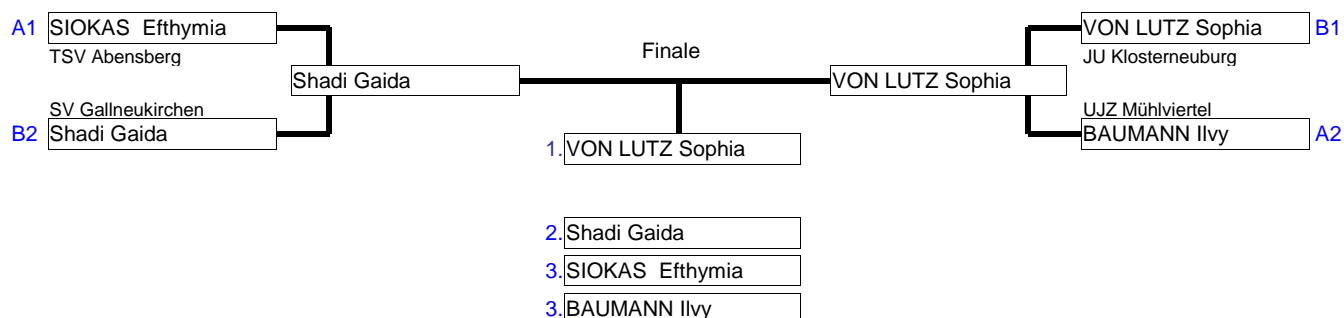 A1 SIOKAS  Efthymia
TSV Abensberg
VON LUTZ Sophia B1
JU Klosterneuburg
Finale
Shadi Gaida
VON LUTZ Sophia
SV Gallneukirchen
B2 Shadi Gaida
UJZ Mühlviertel
BAUMANN Ilvy A2
1. VON LUTZ Sophia
2. Shadi Gaida
3. SIOKAS  Efthymia
3. BAUMANN Ilvy